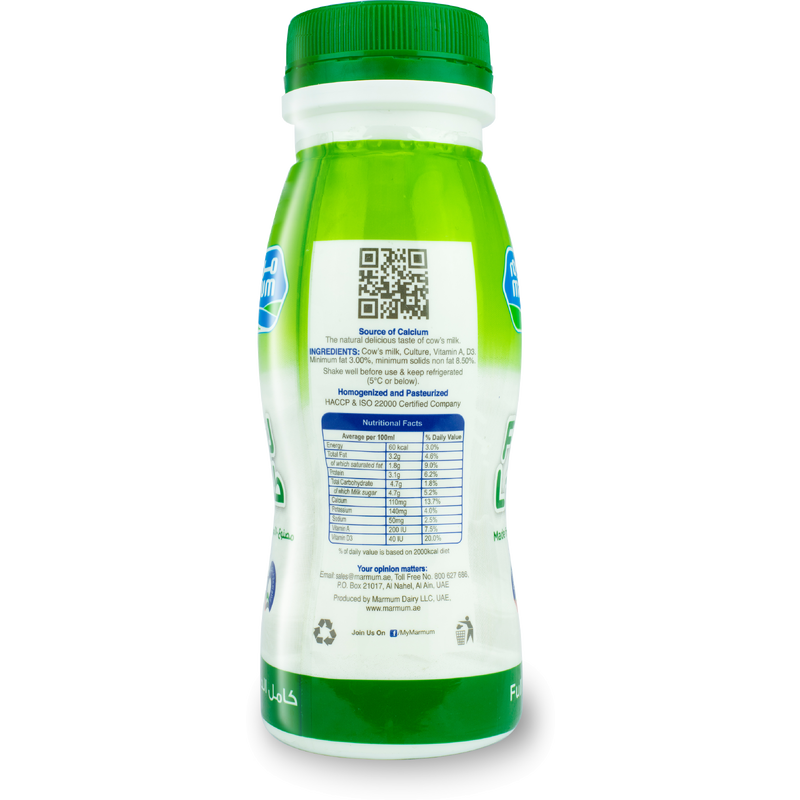 Source of Calcium
The natural delicious taste of cow's milk.
INGREDIENTS: Cow's milk, Culture, Vitamin A, D3.
Minimum fat 3.00%, minimum solids non fat 8.50%.
Shake well before use & keep refrigerated
(5°C or below).
Homogenized and Pasteurized
HACCP & ISO 22000 Certified Company
Nutritional Facts
Average per 100ml % Daily Value
Energy 60 kcal 3.0%
Total Fat 3.2g 4.6%
of which saturated fat 1.8g 9.0%
Protein 3.1g 6.2%
Total Carbohydrate 4.7g 1.8%
of which Milk sugar 4.7g 5.2%
Calcium 110mg 13.7%
Potassium 140mg 4.0%
Sodium 50mg 2.5%
Vitamin A 200 IU 7.5%
Vitamin D3 40 IU 20.0%
% of daily value is based on 2000kcal diet
Your opinion matters:
Email: sales@marmum.ae, Toll Free No. 800 627 686,
P.O. Box 21017, Al Nahel, Al Ain, UAE
Produced by Marmum Dairy LLC, UAE.
www.marmum.ae
Join Us On f /MyMarmum
كامل